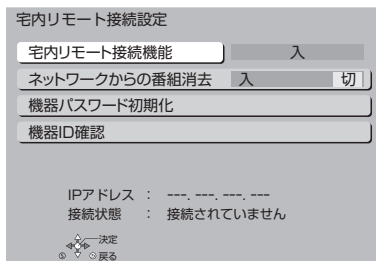 宅内リモート接続設定
宅内リモート接続機能 入
ネットワークからの番組消去 入 切
機器パスワード初期化
機器ID確認
IPアドレス : ---. ---. ---. ---
接続状態 : 接続されていません
決定
戻る